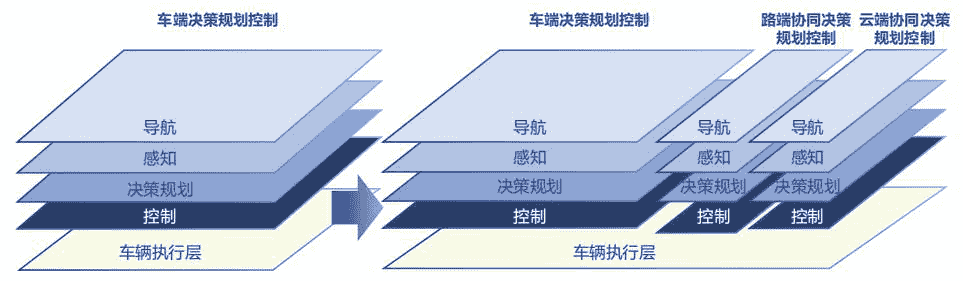 车端决策规划控制
导航
感知
决策规划
控制
车辆执行层
车端决策规划控制
路端协同决策
规划控制
云端协同决策
规划控制
导航
导航
导航
感知
感知
感知
决策规划
决策规划
决策规划
控制
控制
控制
车辆执行层